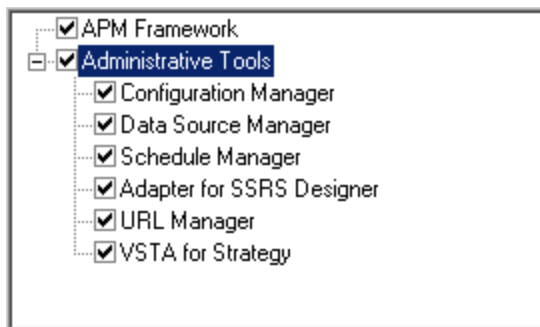 APM Framework
Administrative Tools
Configuration Manager
Data Source Manager
Schedule Manager
Adapter for SSRS Designer
URL Manager
VSTA for Strategy